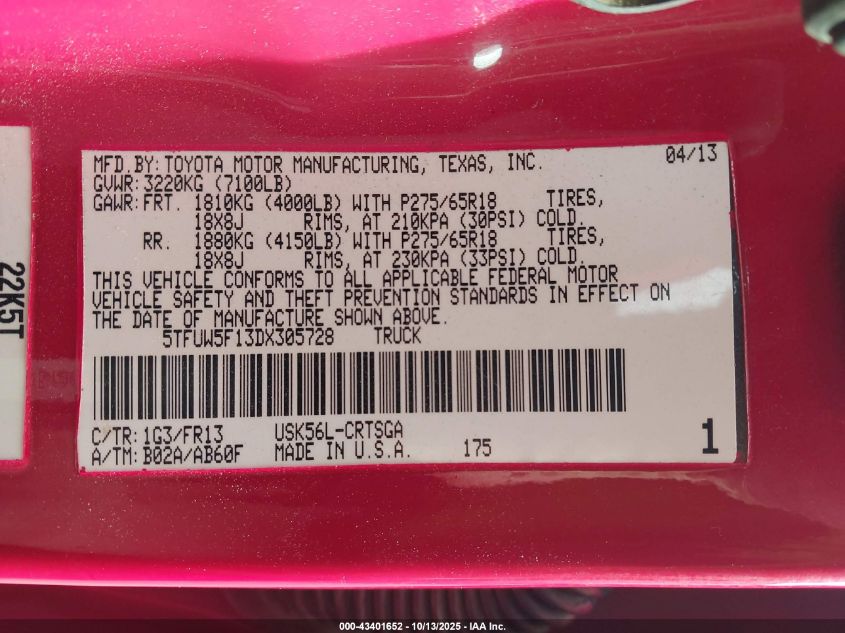 MFD.BY: TOYOTA MOTOR MANUFACTURING, TEXAS, INC. 04/13
GVWR: 3220KG (7100LB)
GAWR: FRT. 1810KG (4000LB) WITH P275/65R18 TIRES,
18X8J RIMS, AT 210KPA (30PSI) COLD.
RR. 1880KG (4150LB) WITH P275/65R18 TIRES,
18X8J RIMS, AT 230KPA (33PSI) COLD.
THIS VEHICLE CONFORMS TO ALL APPLICABLE FEDERAL MOTOR
VEHICLE SAFETY AND THEFT PREVENTION STANDARDS IN EFFECT ON
THE DATE OF MANUFACTURE SHOWN ABOVE.
5TFUW5F13DX305728 TRUCK
C/TR: 1G3/FR13 USK56L-CRTSGA
A/TM: B02A/AB60F MADE IN U.S.A. 175 1
22K5T
000-43401652 - 10/13/2025 - IAA Inc.